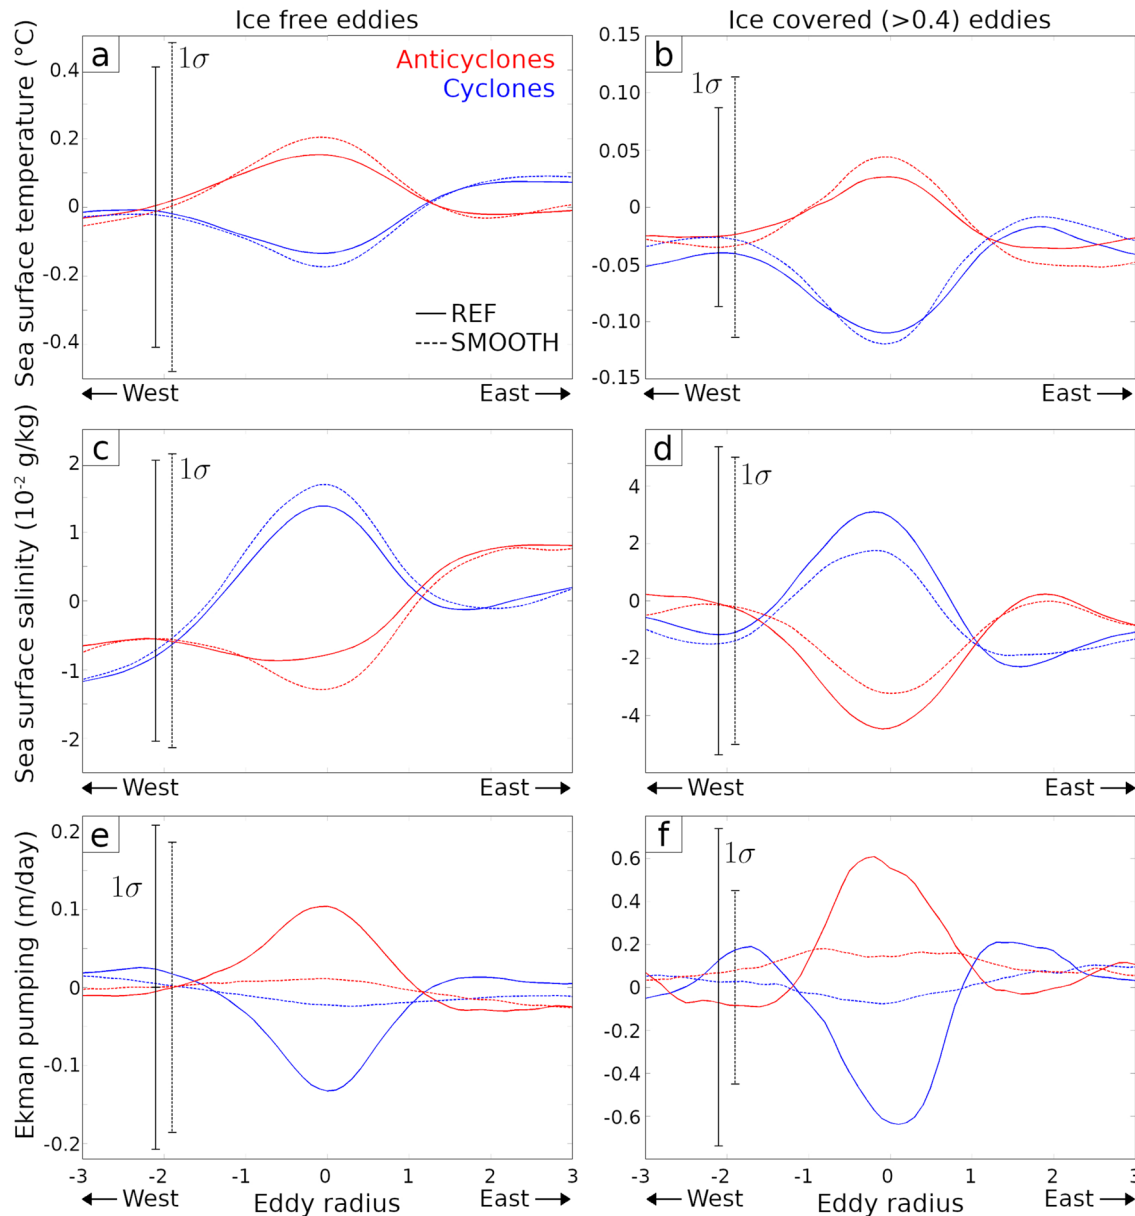 Ice free eddies
Ice covered (>0.4) eddies
a
1σ
Anticyclones
Cyclones
REF
SMOOTH
Sea surface temperature (°C)
0.4
0.2
0
-0.2
-0.4
West
East
b
1σ
0.15
0.10
0.05
0
-0.05
-0.10
-0.15
West
East
c
1σ
Sea surface salinity (10⁻² g/kg)
2
1
0
-1
-2
West
East
d
1σ
4
2
0
-2
-4
West
East
e
1σ
Ekman pumping (m/day)
0.2
0.1
0
-0.1
-0.2
-3 -2 -1 0 1 2 3
West
Eddy radius
East
f
1σ
0.6
0.4
0.2
0
-0.2
-0.4
-0.6
-3 -2 -1 0 1 2 3
West
Eddy radius
East